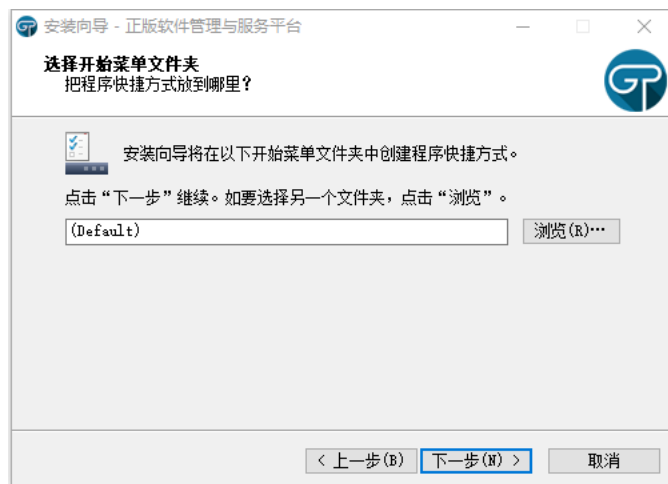 安装向导 - 正版软件管理与服务平台
选择开始菜单文件夹
把程序快捷方式放到哪里?
安装向导将在以下开始菜单文件夹中创建程序快捷方式。
点击“下一步”继续。如要选择另一个文件夹,点击“浏览”。
(Default)
浏览(R)…
< 上一步(B)
下一步(N) >
取消